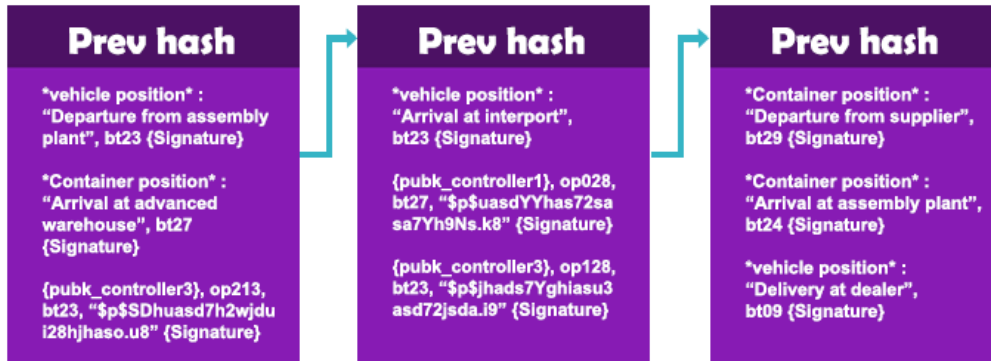 Prev hash
*vehicle position* :
“Departure from assembly
plant”, bt23 {Signature}
*Container position* :
“Arrival at advanced
warehouse”, bt27
{Signature}
{pubk_controller3}, op213,
bt23, “$p$SDhuasd7h2wjdu
i28hjhaso.u8” {Signature}
Prev hash
*vehicle position* :
“Arrival at interport”,
bt23 {Signature}
{pubk_controller1}, op028,
bt27, “$p$uasdYYhas72sa
sa7Yh9Ns.k8” {Signature}
{pubk_controller3}, op128,
bt23, “$p$jhads7Yghiasu3
asd72jsda.i9” {Signature}
Prev hash
*Container position* :
“Departure from supplier”,
bt29 {Signature}
*Container position* :
“Arrival at assembly plant”,
bt24 {Signature}
*vehicle position* :
“Delivery at dealer”,
bt09 {Signature}